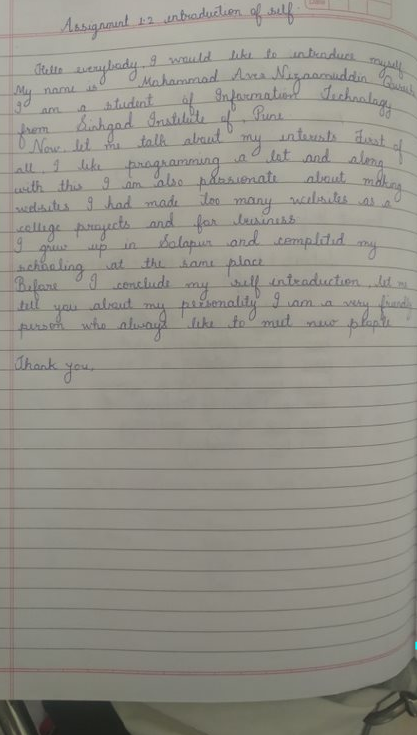 Assignment 1.2 introduction of self.
Hello everybody, I would like to introduce myself
My name is Mohammad Nizaamuddin
I am a student of Information Technology
from Sinhgad Institute of, Pune
Now, let me talk about my interests First of
all, I like programming a lot and along
with this I am also passionate about making
websites I had made too many websites as a
college projects and for business
I grew up in Solapur and completed my
schooling at the same place
Before I conclude my self introduction, let me
tell you about my personality I am a very friendly
person who always like to meet new people.
Thank you.